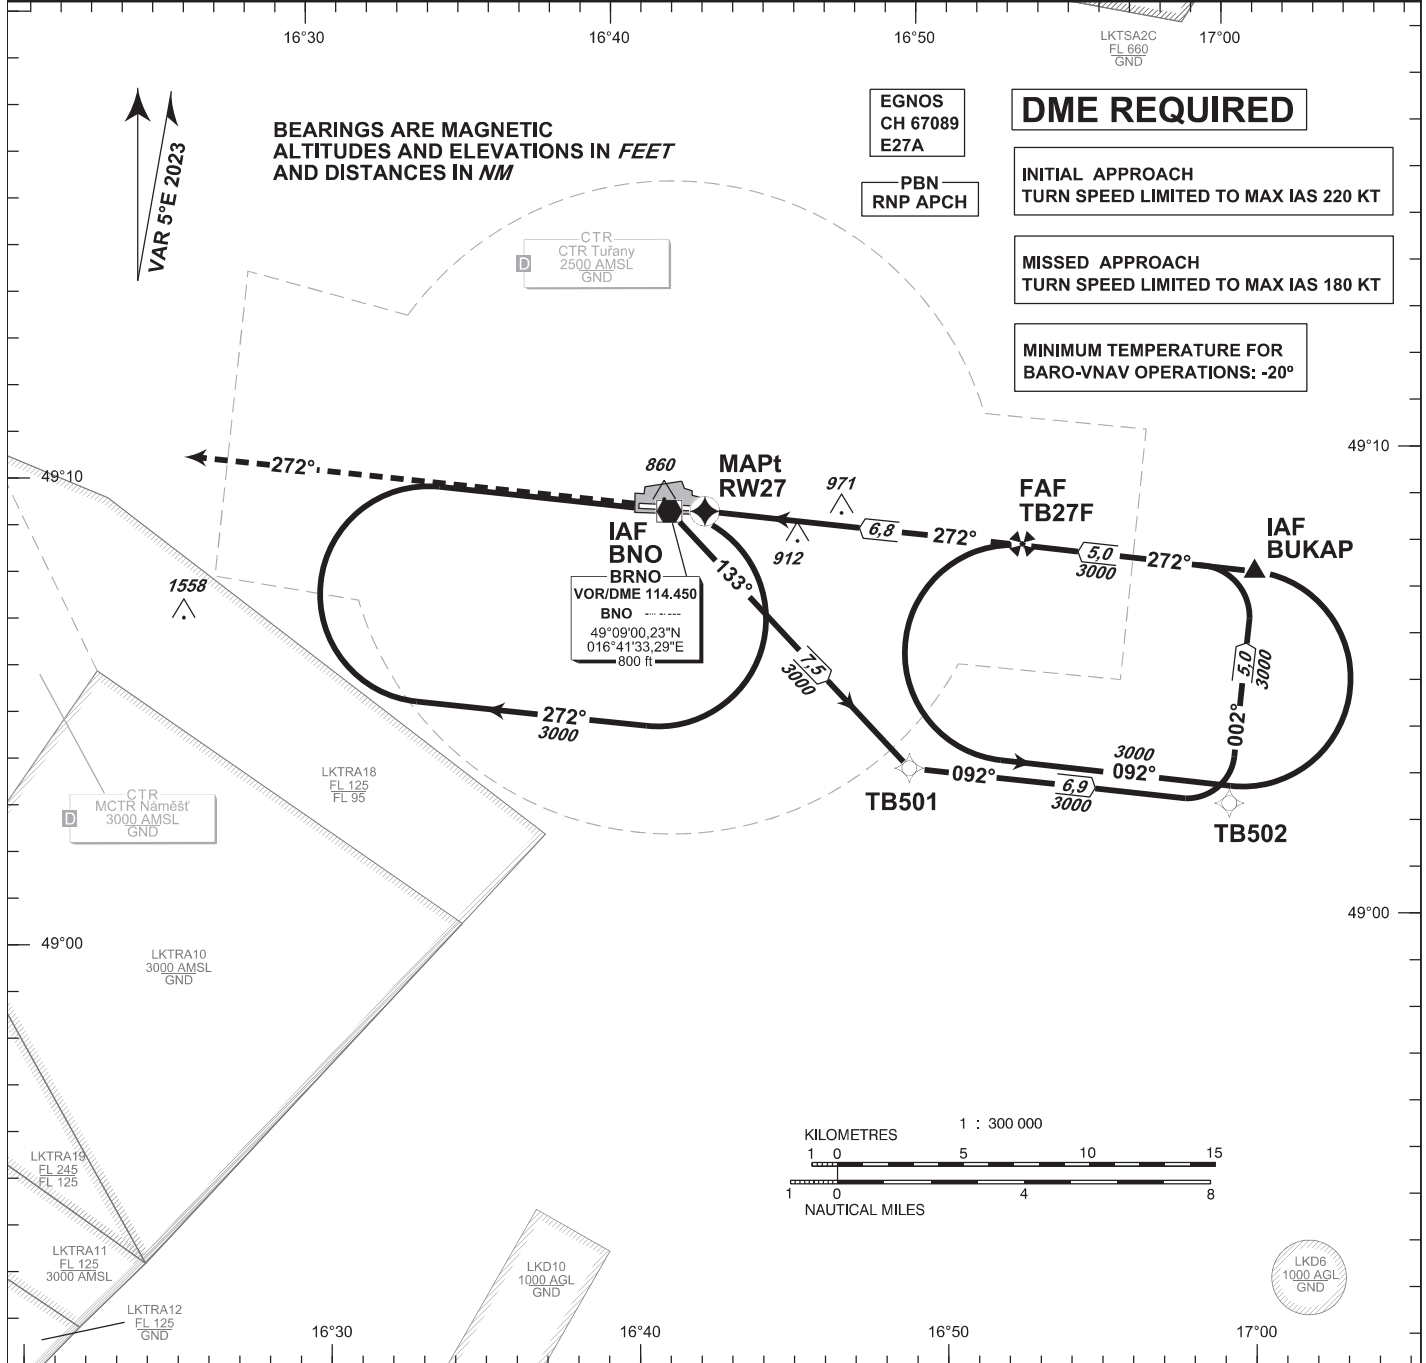 16°30'
16°40'
16°50'
17°00'
LKTSA2C
FL 660
GND
VAR 5°E 2023
BEARINGS ARE MAGNETIC
ALTITUDES AND ELEVATIONS IN FEET
AND DISTANCES IN NM
EGNOS
CH 67089
E27A
PBN
RNP APCH
DME REQUIRED
INITIAL APPROACH
TURN SPEED LIMITED TO MAX IAS 220 KT
MISSED APPROACH
TURN SPEED LIMITED TO MAX IAS 180 KT
MINIMUM TEMPERATURE FOR
BARO-VNAV OPERATIONS: -20°
CTR
CTR Tuřany
D
2500 AMSL
GND
49°10
49°10
272°
860
MAPt
RW27
971
912
6,8
272°
FAF
TB27F
5,0
3000
272°
IAF
BUKAP
IAF
BNO
BRNO
VOR/DME 114.450
BNO
49°09'00,23"N
016°41'33,29"E
800 ft
133°
7,5
3000
1558
272°
3000
5,0
3000
002°
3000
092°
092°
6,9
3000
TB501
TB502
LKTRA18
FL 125
FL 95
CTR
MCTR Náměšť
D
3000 AMSL
GND
49°00
49°00
LKTRA10
3000 AMSL
GND
LKTRA19
FL 245
FL 125
LKTRA11
FL 125
3000 AMSL
LKTRA12
FL 125
GND
LKD10
1000 AGL
GND
LKD6
1000 AGL
GND
1 : 300 000
KILOMETRES
1 0 5 10 15
1 0 4 8
NAUTICAL MILES
16°30'
16°40'
16°50'
17°00'